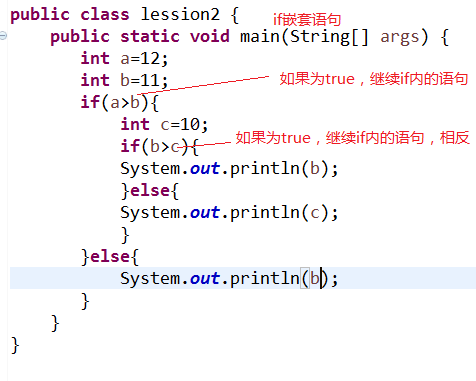 public class lession2 { if嵌套语句
public static void main(String[] args) {
int a=12;
int b=11; 如果为true，继续if内的语句
if(a>b){
int c=10;
if(b>c){ 如果为true，继续if内的语句，相反
System.out.println(b);
}else{
System.out.println(c);
}
}else{
System.out.println(b);
}
}
}